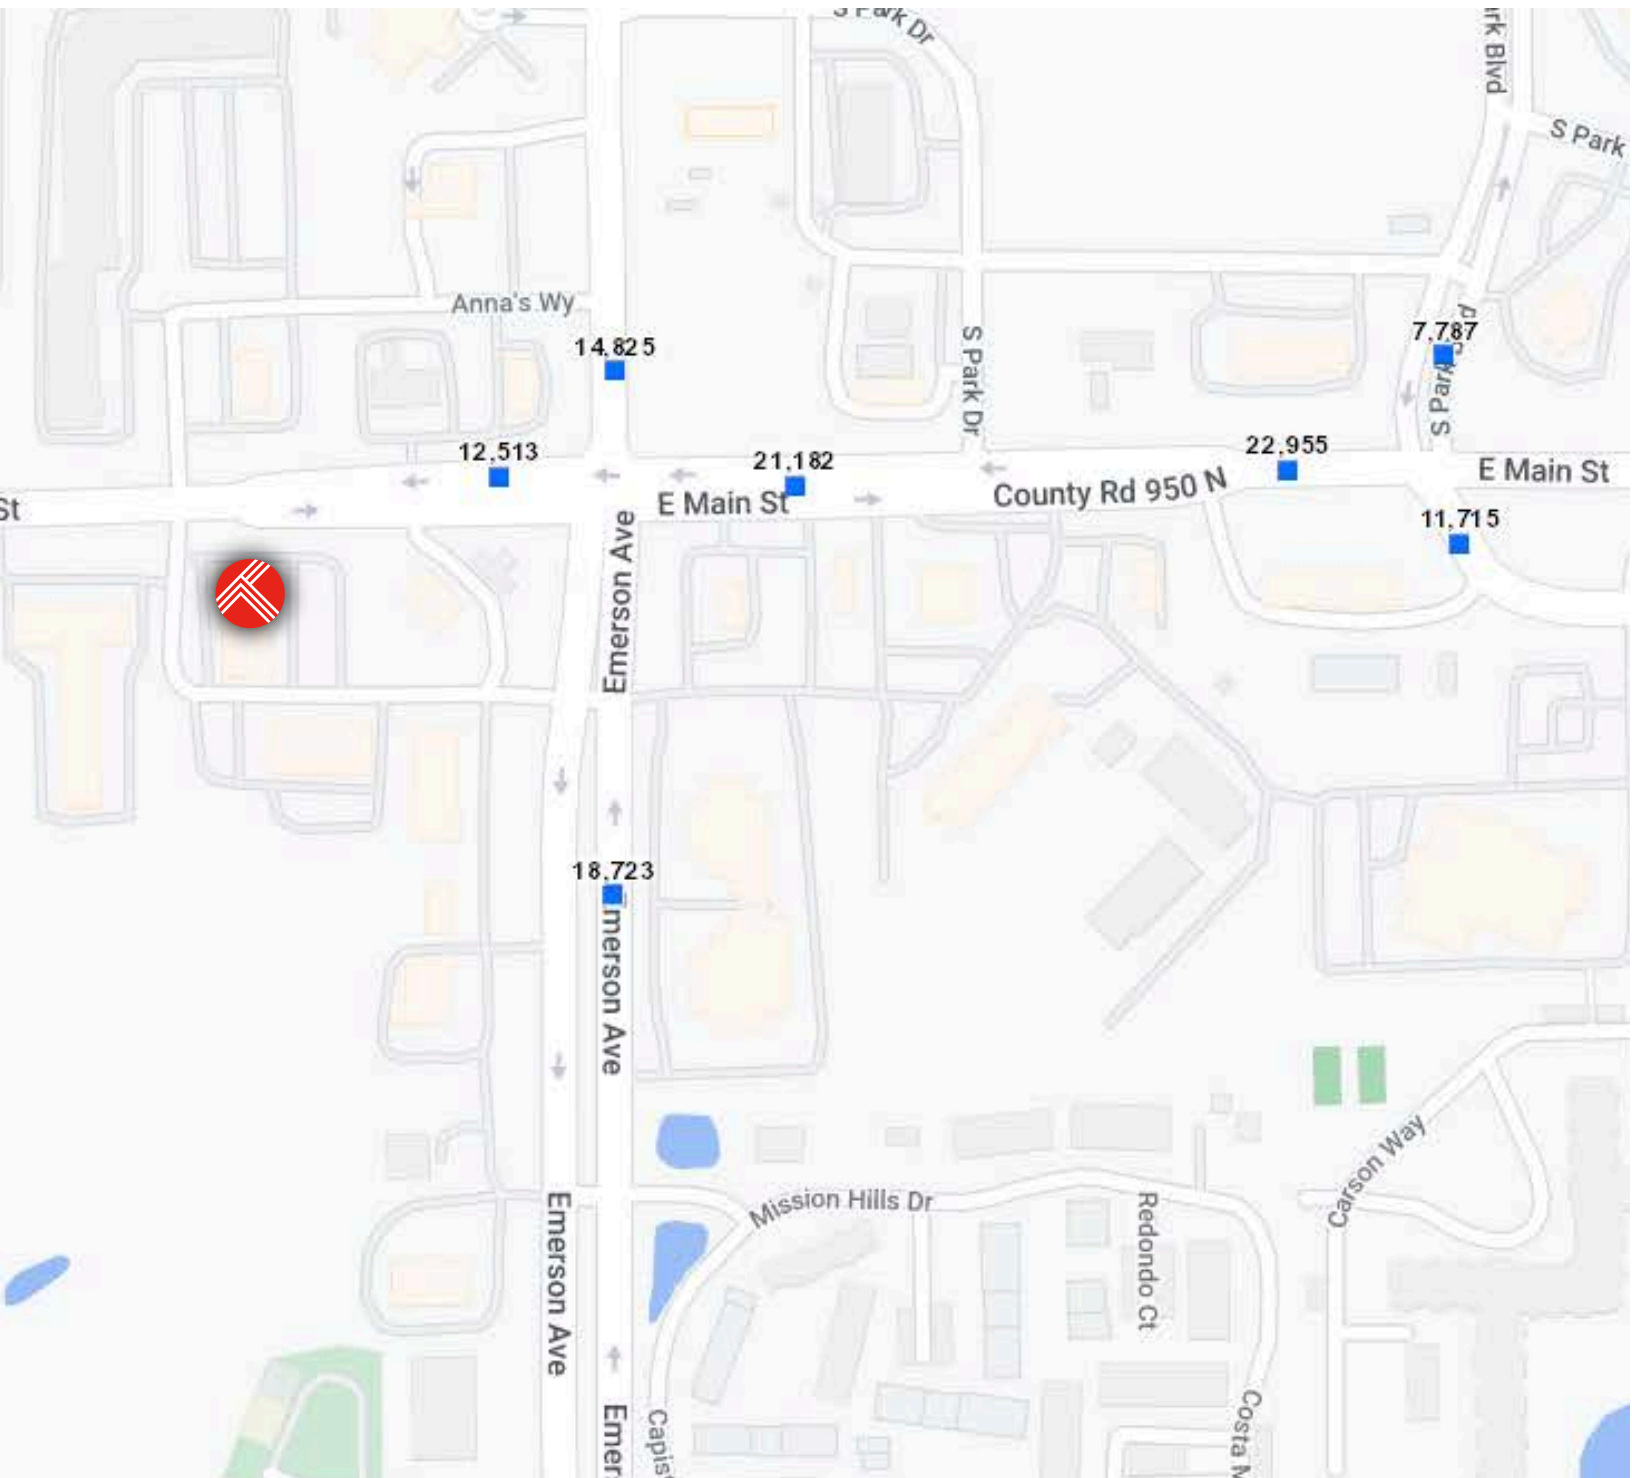 S Park Dr
rk Blvd
S Park
Anna's Wy
14,825
S Park Dr
7,787
S Park
12,513
21,182
22,955
E Main St
St
E Main St
County Rd 950 N
11,715
Emerson Ave
18,723
merson Ave
Carson Way
Mission Hills Dr
Redondo Ct
Emerson Ave
Emer
Capis
Costa M